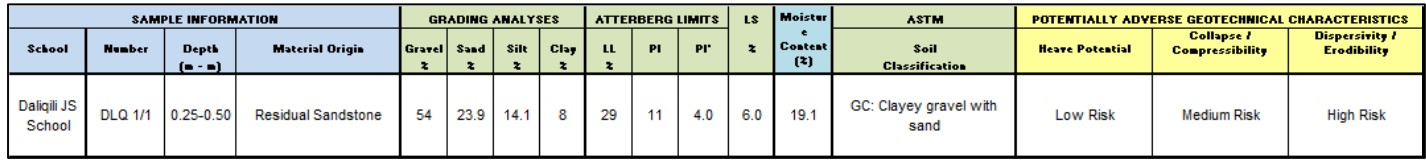 SAMPLE INFORMATION GRADING ANALYSES ATTERBERG LIMITS LS Moistur ASTM POTENTIALLY ADVERSE GEOTECHNICAL CHARACTERISTICS
e
School Number Depth Material Origin Gravel Sand Silt Clay LL PI PI* % Content Soil Heave Potential Collapse / Dispersivity /
(m - m) % % % % % (%) Classification Compressibility Erodibility
Daliqili JS DLQ 1/1 0.25-0.50 Residual Sandstone 54 23.9 14.1 8 29 11 4.0 6.0 19.1 GC: Clayey gravel with Low Risk Medium Risk High Risk
School sand